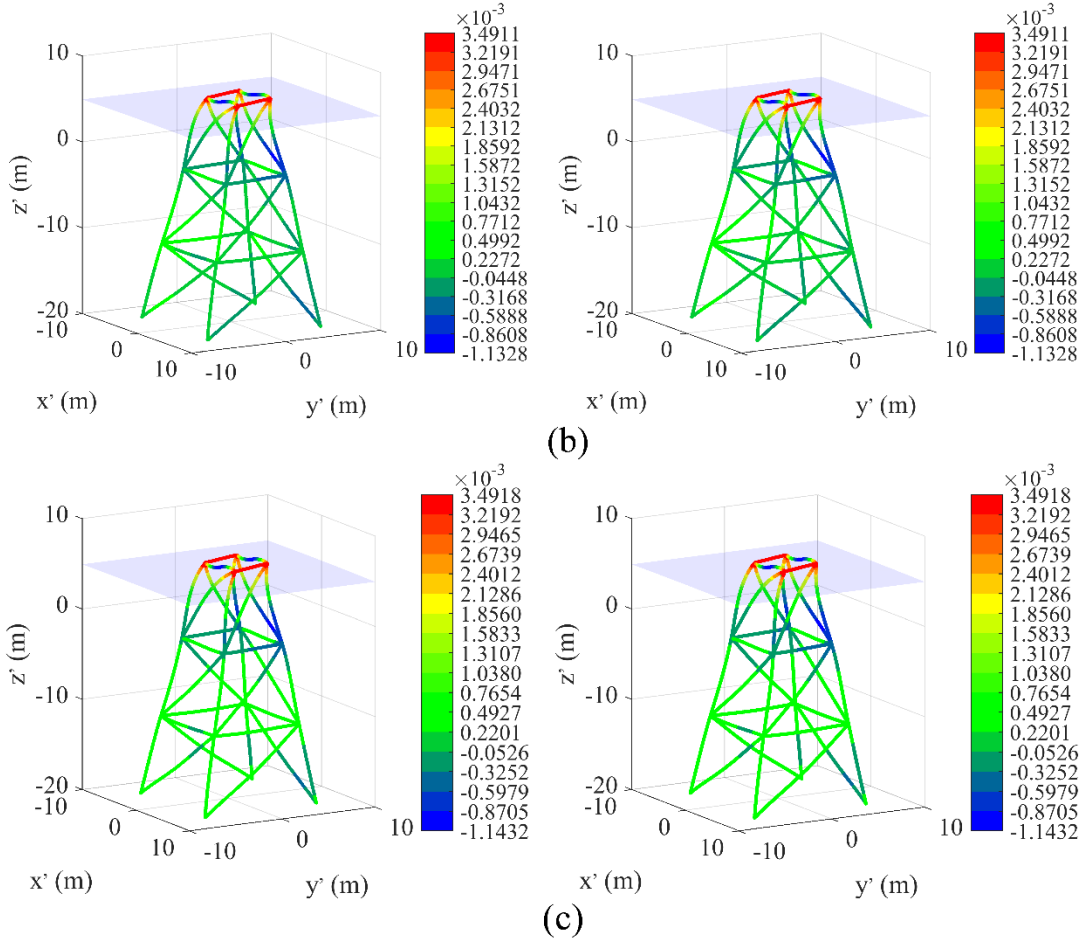 ×10-3 ×10-3
3.4911 3.4911
10 3.2191 10 3.2191
2.9471 2.9471
2.6751 2.6751
2.4032 2.4032
0 2.1312 0 2.1312
1.8592 1.8592
z’ (m) 1.5872 z’ (m) 1.5872
1.3152 1.3152
-10 1.0432 -10 1.0432
0.7712 0.7712
0.4992 0.4992
0.2272 0.2272
-20 -0.0448 -20 -0.0448
-10 -0.3168 -10 -0.3168
0 10 -0.5888 0 10 -0.5888
0 -0.8608 0 -0.8608
10 -10 -1.1328 10 -10 -1.1328
x’ (m) y’ (m) x’ (m) y’ (m)
(b)
×10-3 ×10-3
3.4918 3.4918
10 3.2192 10 3.2192
2.9465 2.9465
2.6739 2.6739
2.4012 2.4012
0 2.1286 0 2.1286
1.8560 1.8560
z’ (m) 1.5833 z’ (m) 1.5833
1.3107 1.3107
-10 1.0380 -10 1.0380
0.7654 0.7654
0.4927 0.4927
0.2201 0.2201
-20 -0.0526 -20 -0.0526
-10 -0.3252 -10 -0.3252
0 10 -0.5979 0 10 -0.5979
0 -0.8705 0 -0.8705
10 -10 -1.1432 10 -10 -1.1432
x’ (m) y’ (m) x’ (m) y’ (m)
(c)